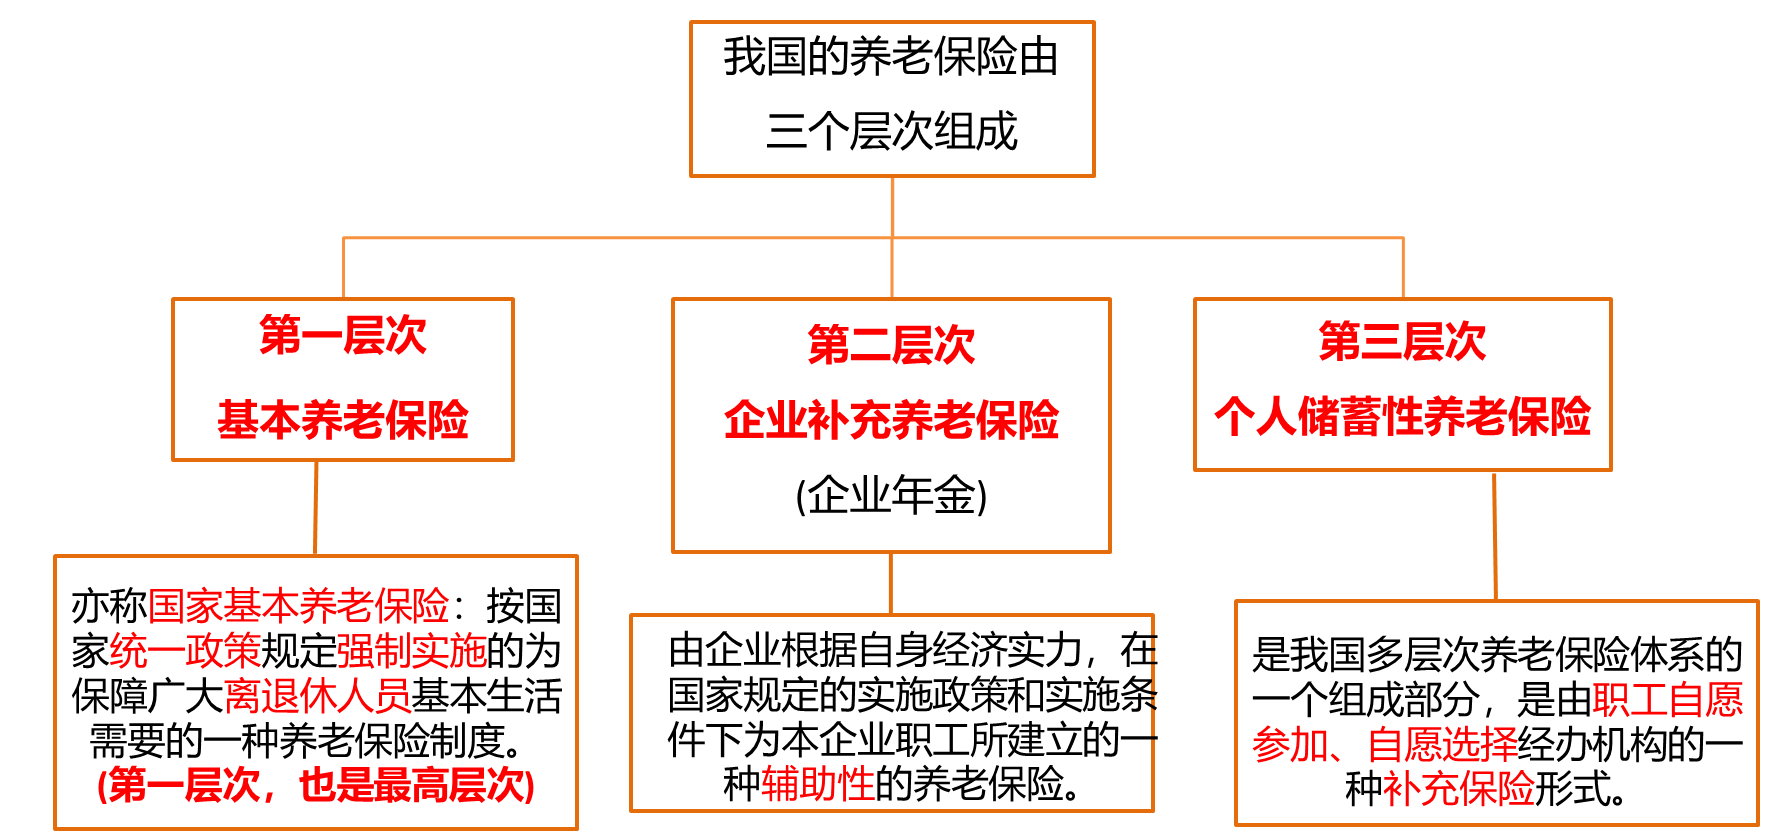 我国的养老保险由
三个层次组成
第一层次
基本养老保险
第二层次
企业补充养老保险
(企业年金)
第三层次
个人储蓄性养老保险
亦称国家基本养老保险：按国
家统一政策规定强制实施的为
保障广大离退休人员基本生活
需要的一种养老保险制度。
(第一层次，也是最高层次)
由企业根据自身经济实力，在
国家规定的实施政策和实施条
件下为本企业职工所建立的一
种辅助性的养老保险。
是我国多层次养老保险体系的
一个组成部分，是由职工自愿
参加、自愿选择经办机构的一
种补充保险形式。